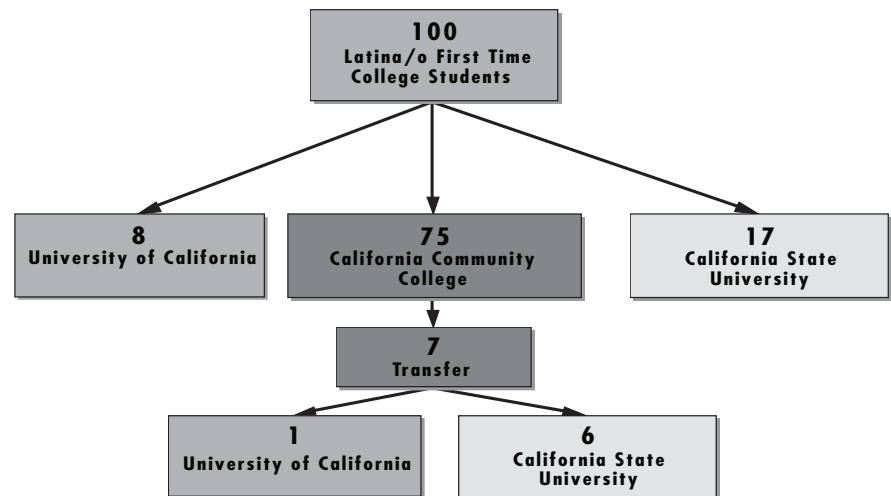 100
Latina/o First Time
College Students
8
University of California
75
California Community
College
17
California State
University
7
Transfer
1
University of California
6
California State
University